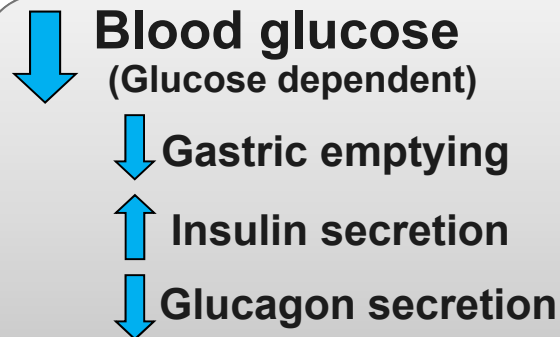 Blood glucose
(Glucose dependent)
Gastric emptying
Insulin secretion
Glucagon secretion